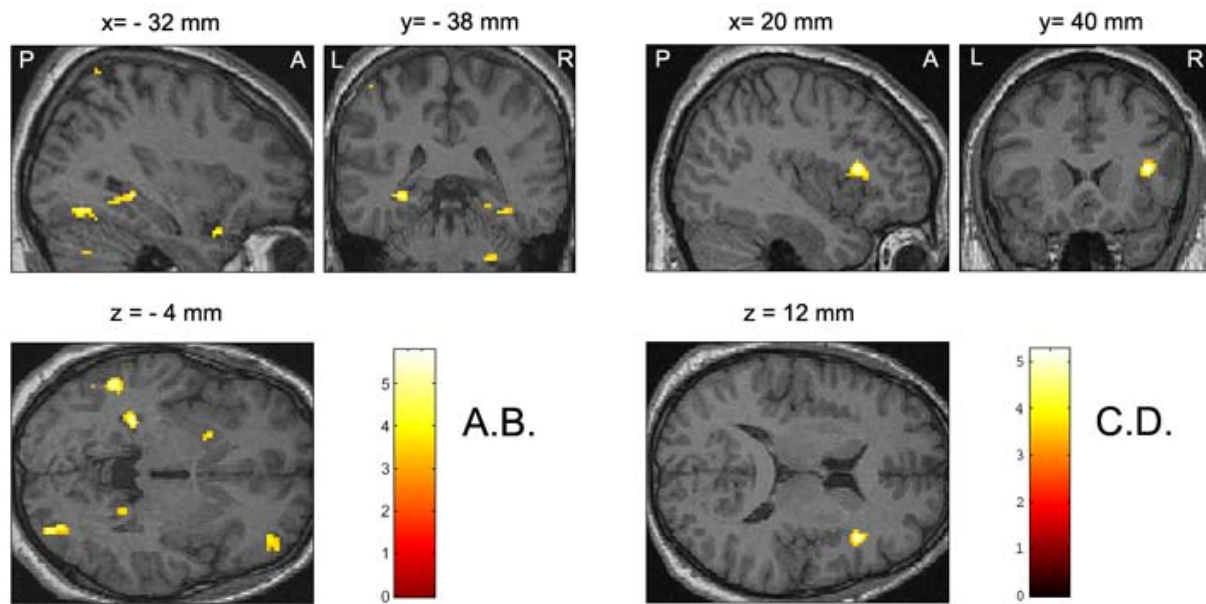 x= - 32 mm
y= - 38 mm
P A
L R
z = - 4 mm
5
4
3
2
1
0
A.B.
x= 20 mm
y= 40 mm
P A
L R
z = 12 mm
5
4
3
2
1
0
C.D.